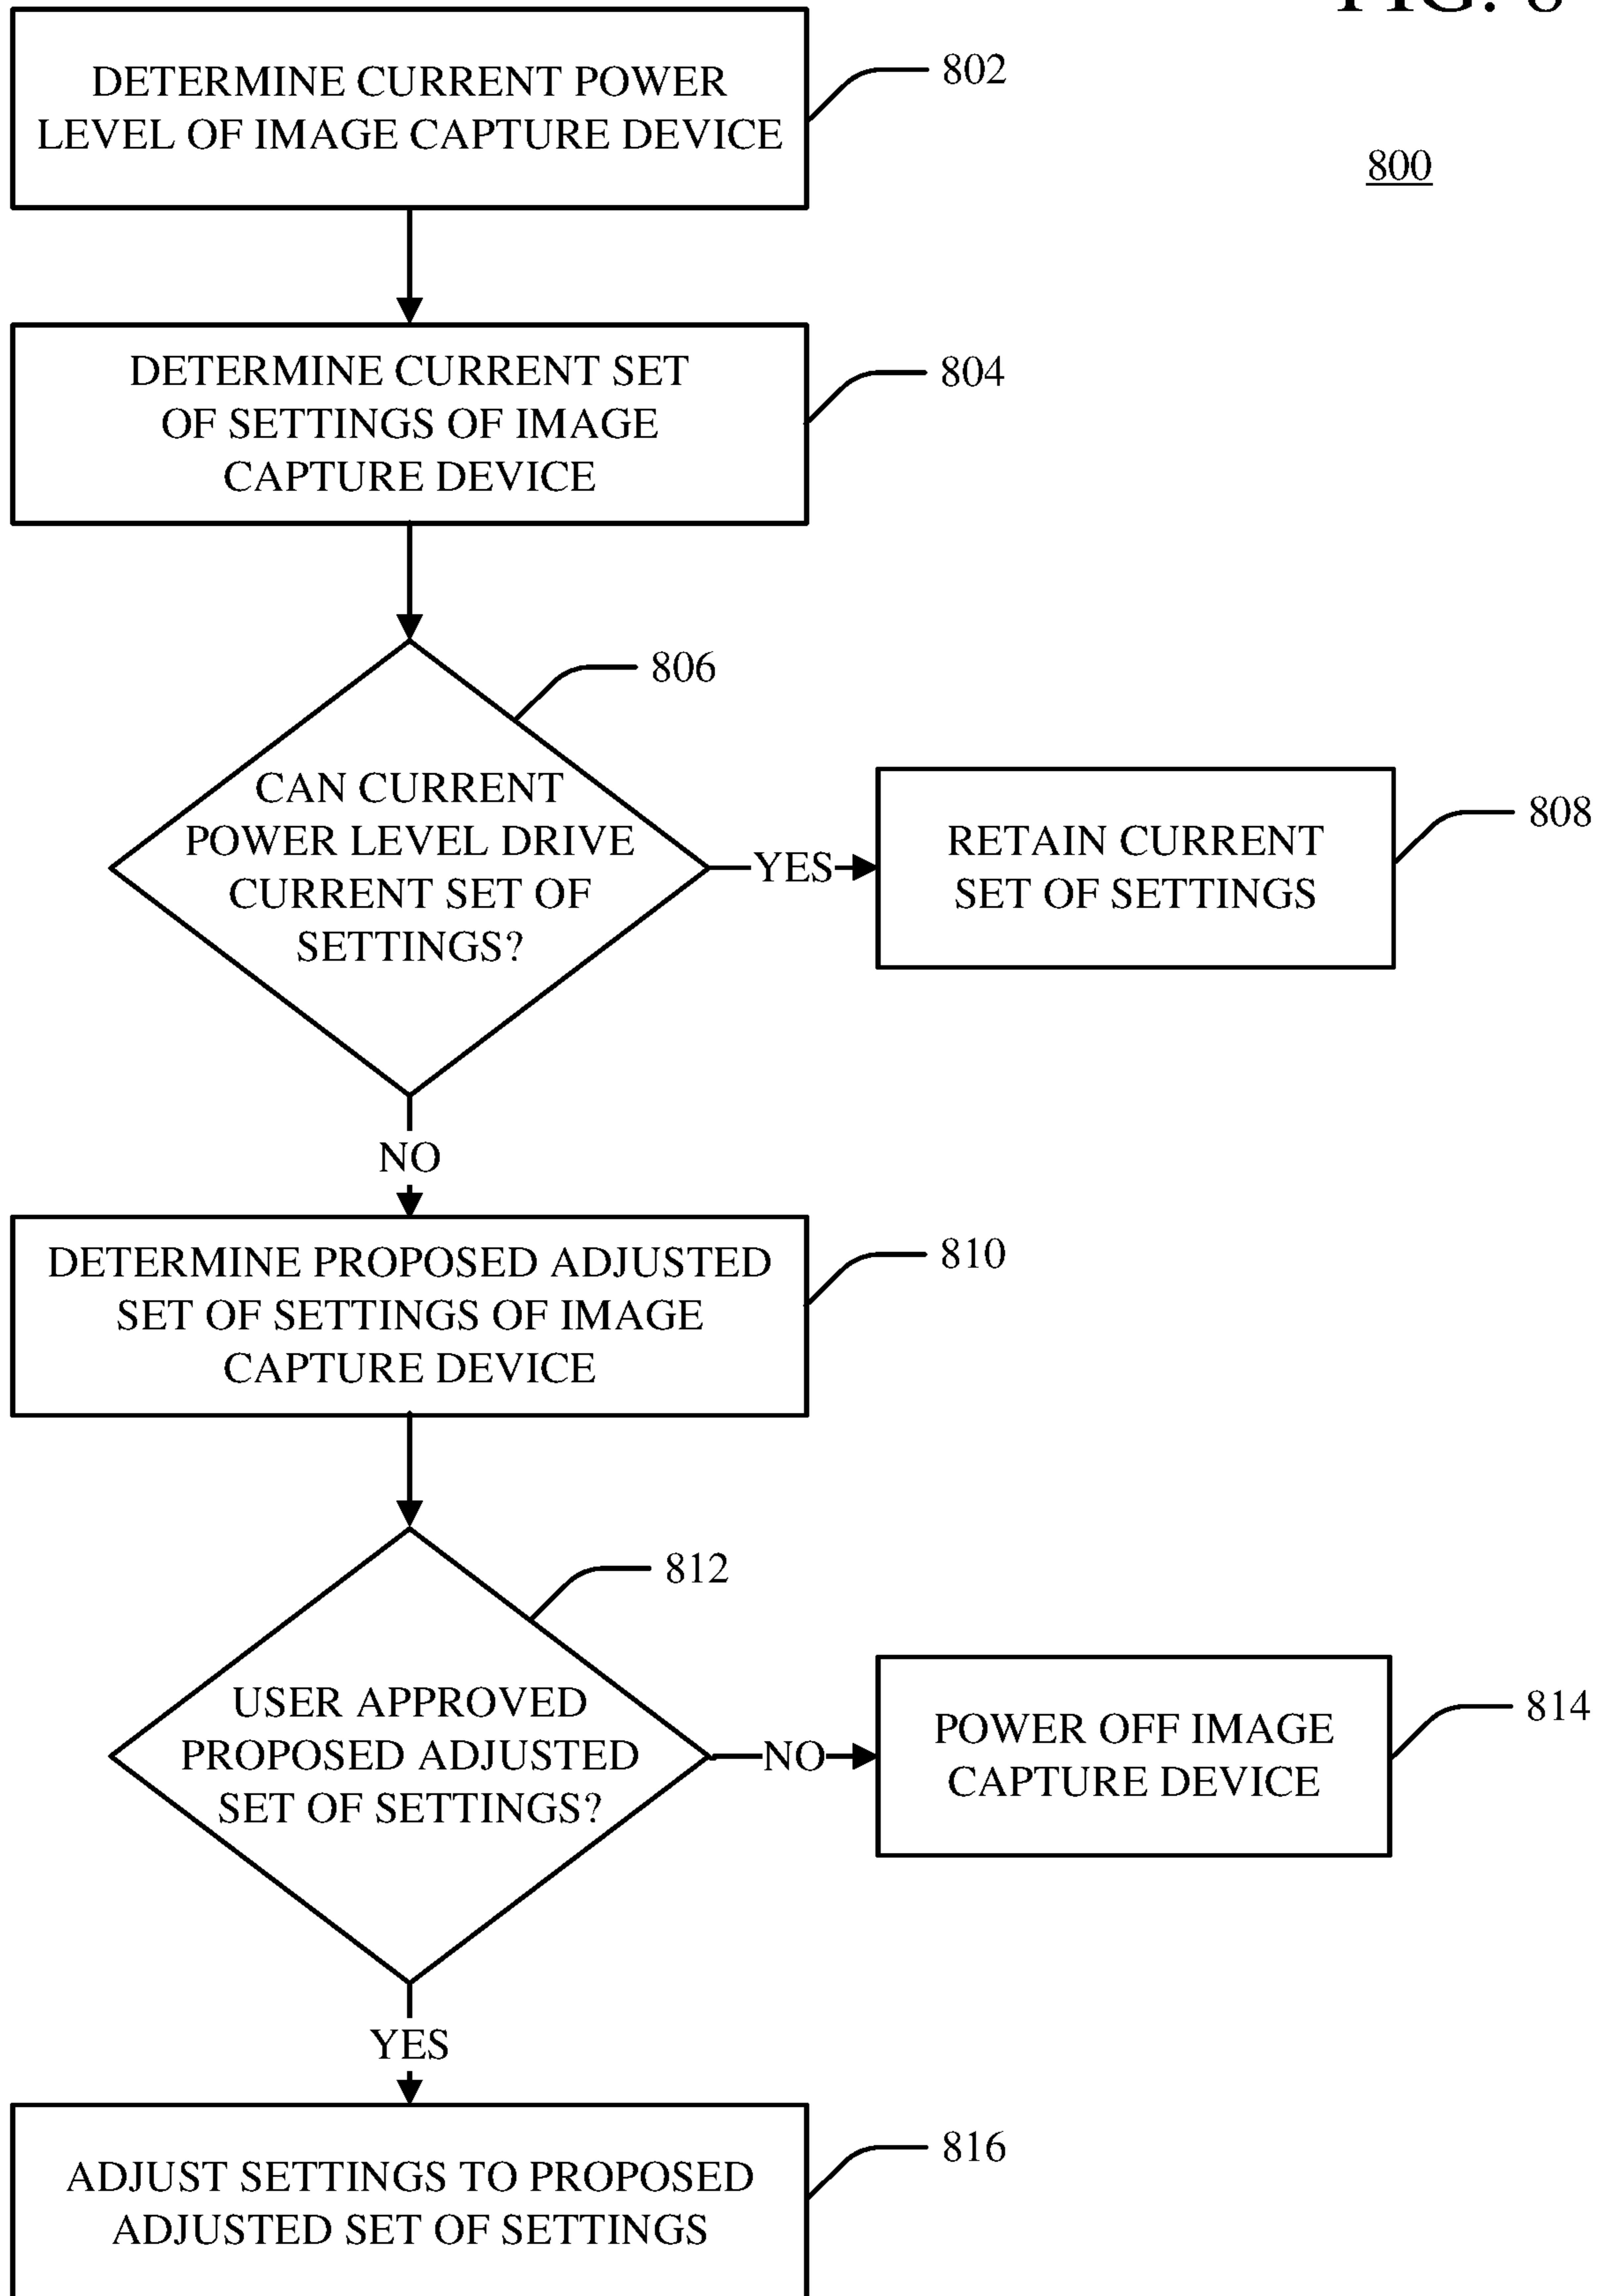 FIG. 8
DETERMINE CURRENT POWER
LEVEL OF IMAGE CAPTURE DEVICE
802
800
DETERMINE CURRENT SET
OF SETTINGS OF IMAGE
CAPTURE DEVICE
804
806
CAN CURRENT
POWER LEVEL DRIVE
CURRENT SET OF
SETTINGS?
YES
RETAIN CURRENT
SET OF SETTINGS
808
NO
DETERMINE PROPOSED ADJUSTED
SET OF SETTINGS OF IMAGE
CAPTURE DEVICE
810
812
USER APPROVED
PROPOSED ADJUSTED
SET OF SETTINGS?
NO
POWER OFF IMAGE
CAPTURE DEVICE
814
YES
ADJUST SETTINGS TO PROPOSED
ADJUSTED SET OF SETTINGS
816